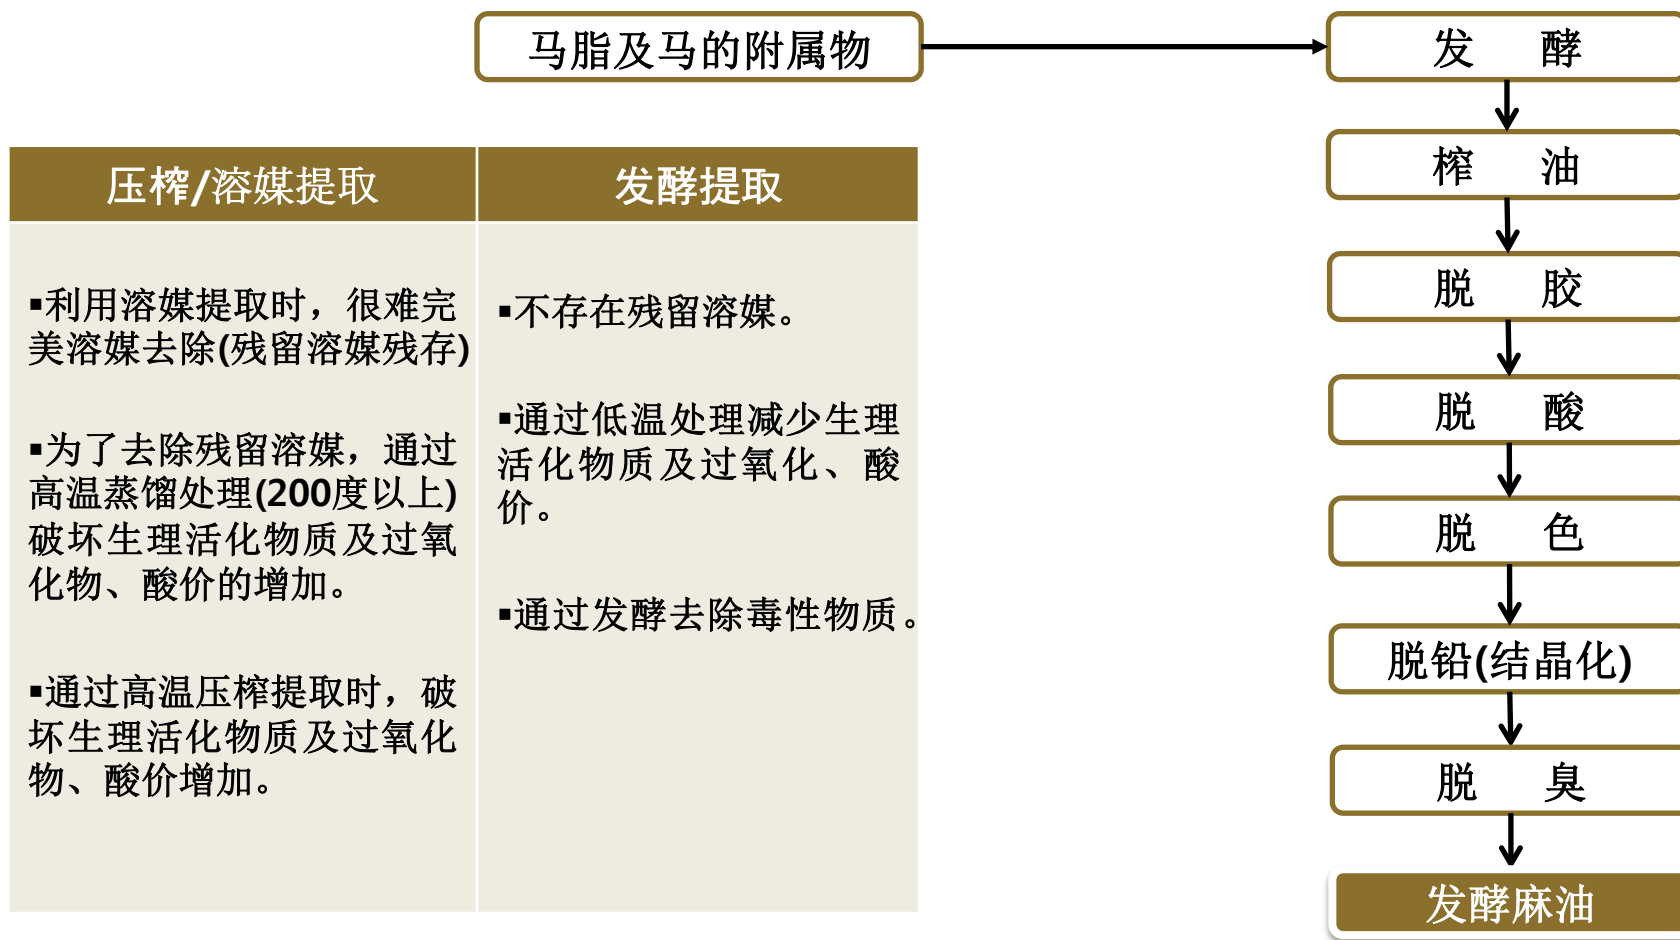 马脂及马的附属物
压榨/溶媒提取
发酵提取
▪利用溶媒提取时，很难完
美溶媒去除(残留溶媒残存)
▪为了去除残留溶媒，通过
高温蒸馏处理(200度以上)
破坏生理活化物质及过氧
化物、酸价的增加。
▪通过高温压榨提取时，破
坏生理活化物质及过氧化
物、酸价增加。
▪不存在残留溶媒。
▪通过低温处理减少生理
活化物质及过氧化、酸
价。
▪通过发酵去除毒性物质。
发 酵
榨 油
脱 胶
脱 酸
脱 色
脱铅(结晶化)
脱 臭
发酵麻油